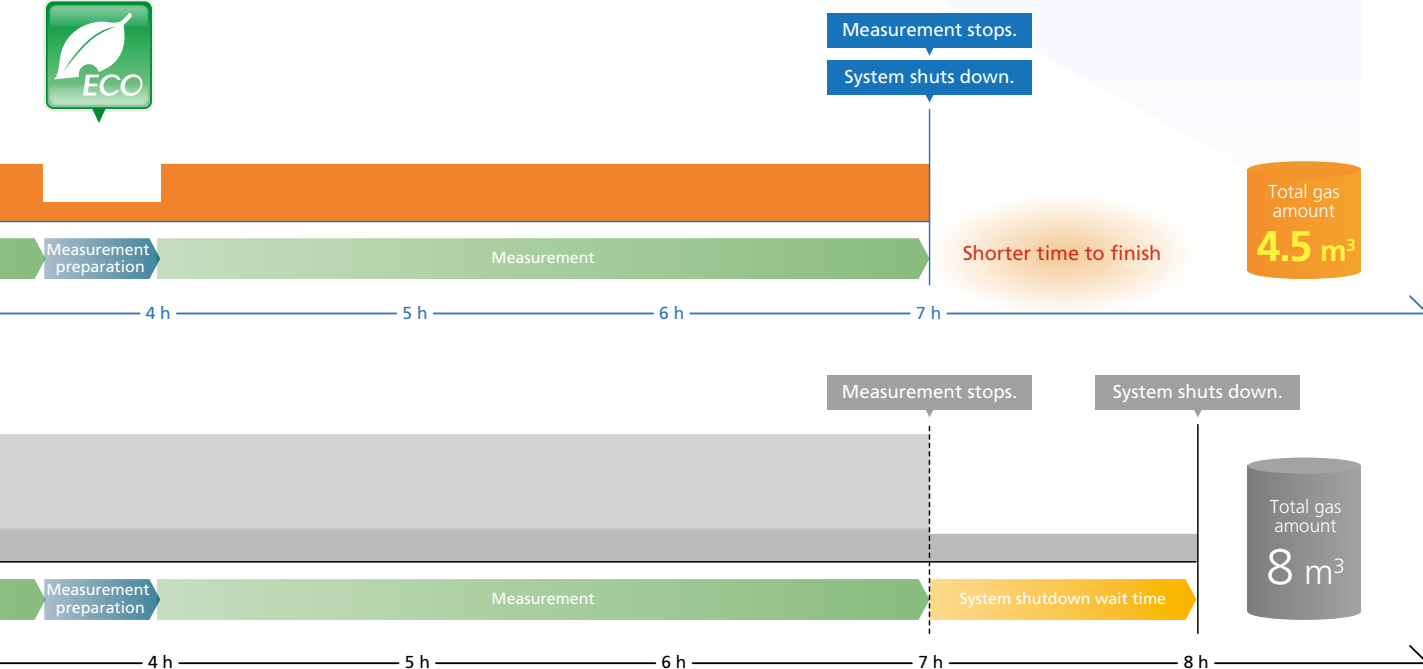 ECO
Measurement stops.
System shuts down.
Total gas
amount
4.5 m³
Measurement
preparation
Measurement
Shorter time to finish
4 h
5 h
6 h
7 h
Measurement stops.
System shuts down.
Total gas
amount
8 m³
Measurement
preparation
Measurement
System shutdown wait time
4 h
5 h
6 h
7 h
8 h